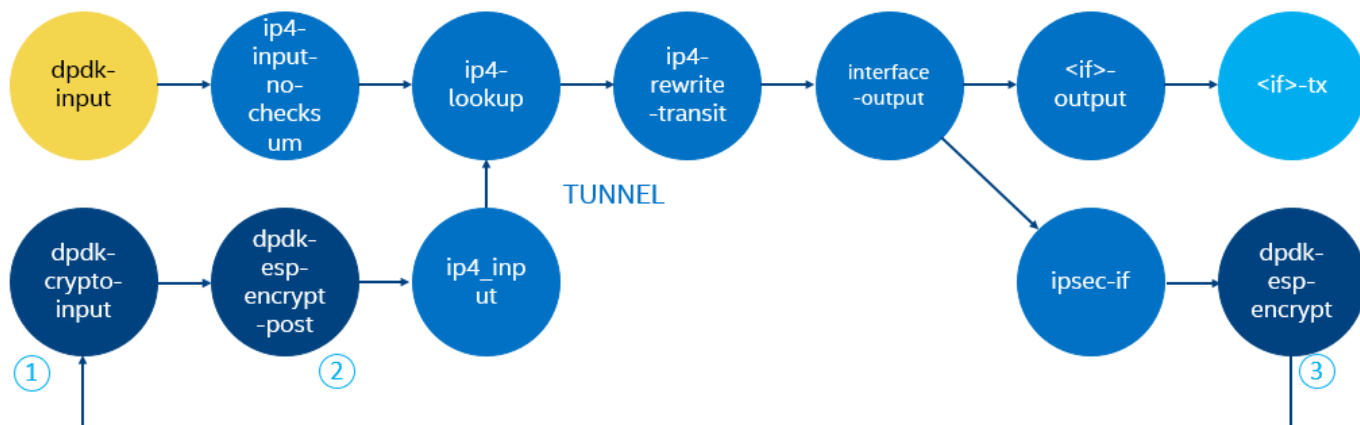 dpdk-
input
ip4-
input-
no-
checks
um
ip4-
lookup
ip4-
rewrite
-transit
interface
-output
<if>-
output
<if>-tx
TUNNEL
dpdk-
crypto-
input
dpdk-
esp-
encrypt
-post
ip4_inp
ut
ipsec-if
dpdk-
esp-
encrypt
1
2
3